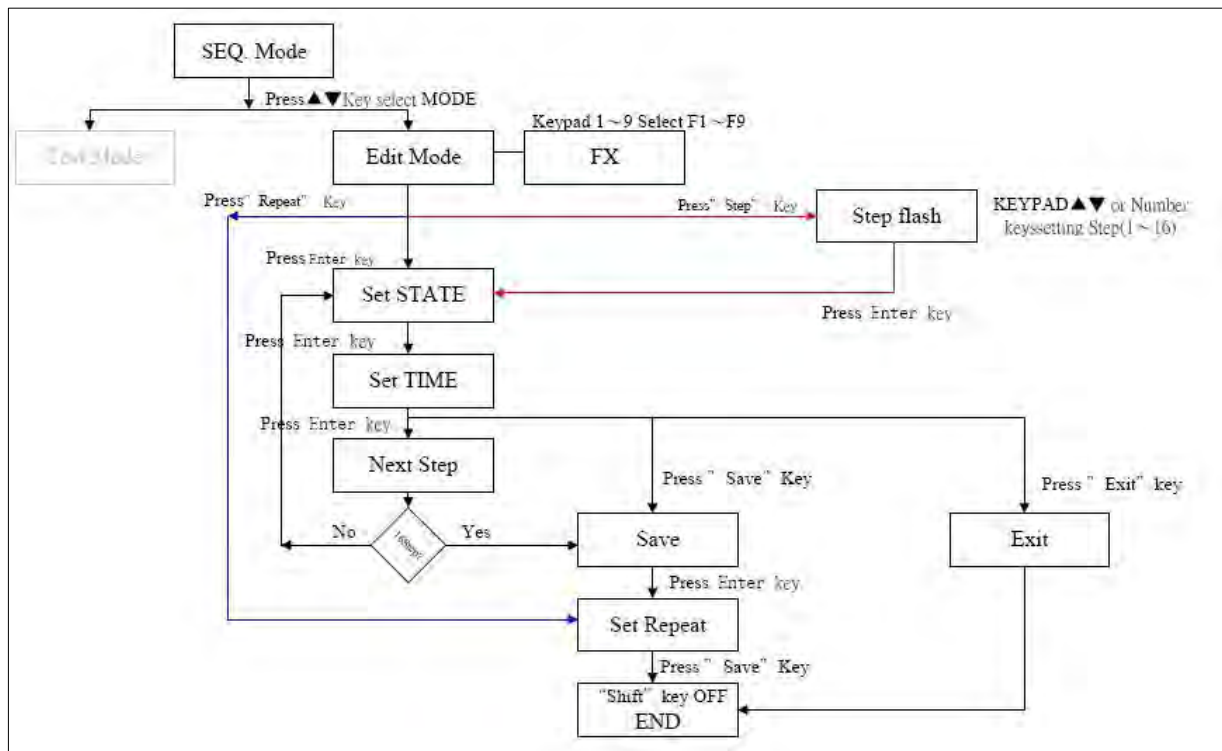 SEQ. Mode
Press▲▼Key select MODE
Keypad 1～9 Select F1～F9
Test Mode
Edit Mode
FX
Press" Repeat" Key
Press" Step" Key
Step flash
KEYPAD▲▼ or Number
keyssetting Step(1～16)
Press Enter key
Set STATE
Press Enter key
Press Enter key
Set TIME
Press Enter key
Next Step
Press" Save" Key
Press" Exit" key
No
Yes
Save
Exit
Press Enter key
Set Repeat
Press" Save" Key
"Shift" key OFF
END